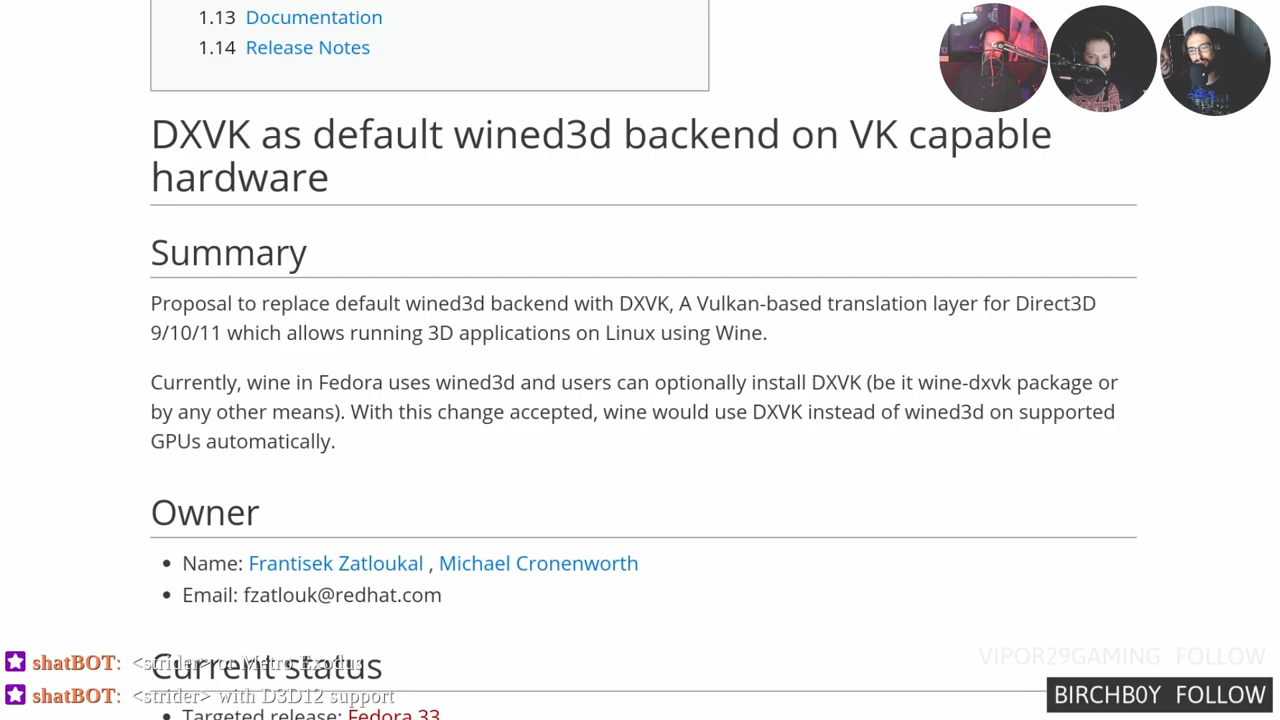 1.13 Documentation
1.14 Release Notes
DXVK as default wined3d backend on VK capable
hardware
Summary
Proposal to replace default wined3d backend with DXVK, A Vulkan-based translation layer for Direct3D
9/10/11 which allows running 3D applications on Linux using Wine.
Currently, wine in Fedora uses wined3d and users can optionally install DXVK (be it wine-dxvk package or
by any other means). With this change accepted, wine would use DXVK instead of wined3d on supported
GPUs automatically.
Owner
• Name: Frantisek Zatloukal , Michael Cronenworth
• Email: fzatlouk@redhat.com
Current status
• Targeted release: Fedora 33
shatBOT: <strider> or Metro Exodus
shatBOT: <strider> with D3D12 support
VIPOR29GAMING FOLLOW
BIRCHB0Y FOLLOW